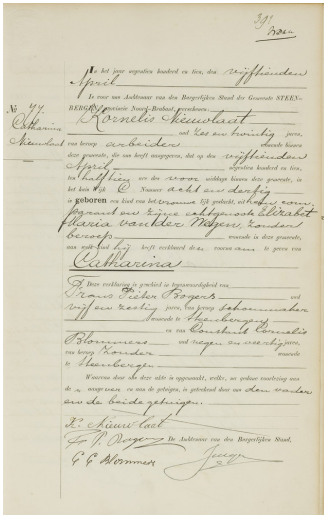 In het jaar negentien honderd en tien, den vijftienden
April
is voor ons Ambtenaar van den Burgerlijken Stand der Gemeente STEEN-
BERGEN, provincie Noord-Brabant, verschenen:
No 77.
Catharina
Nieuwlaat
Kornelis Nieuwlaat
oud zes en twintig jaren,
van beroep arbeider wonende binnen
deze gemeente, die ons heeft aangegeven, dat op den vijftienden
April negentien honderd en tien,
ten half tien ure des voor middags binnen deze gemeente, in
het huis Wijk C Nummer acht en dertig
is geboren een kind van het vrouwelijk geslacht, uit hem com-
parant en zijne echtgenoote Elizabet
Maria van der Wegen, zonder
beroep wonende in deze gemeente,
aan welk kind hij heeft verklaard de voornaam te geven van
Catharina
Deze verklaring is geschied in tegenwoordigheid van
Frans Pieter Bogers oud
vijf en zestig jaren, van beroep schoenmaker
wonende te Steenbergen
en van Constant Cornelis
Blommers oud negen en veertig jaren,
van beroep zonder wonende
te Steenbergen
Waarvan door ons deze akte is opgemaakt, welke, na gedane voorlezing aan
de aangever en aan de getuigen, is geteekend door ons den vader
en de beide getuigen.
K. Nieuwlaat
F P. Bogers
De Ambtenaar van den Burgerlijken Stand,
C C Blommers